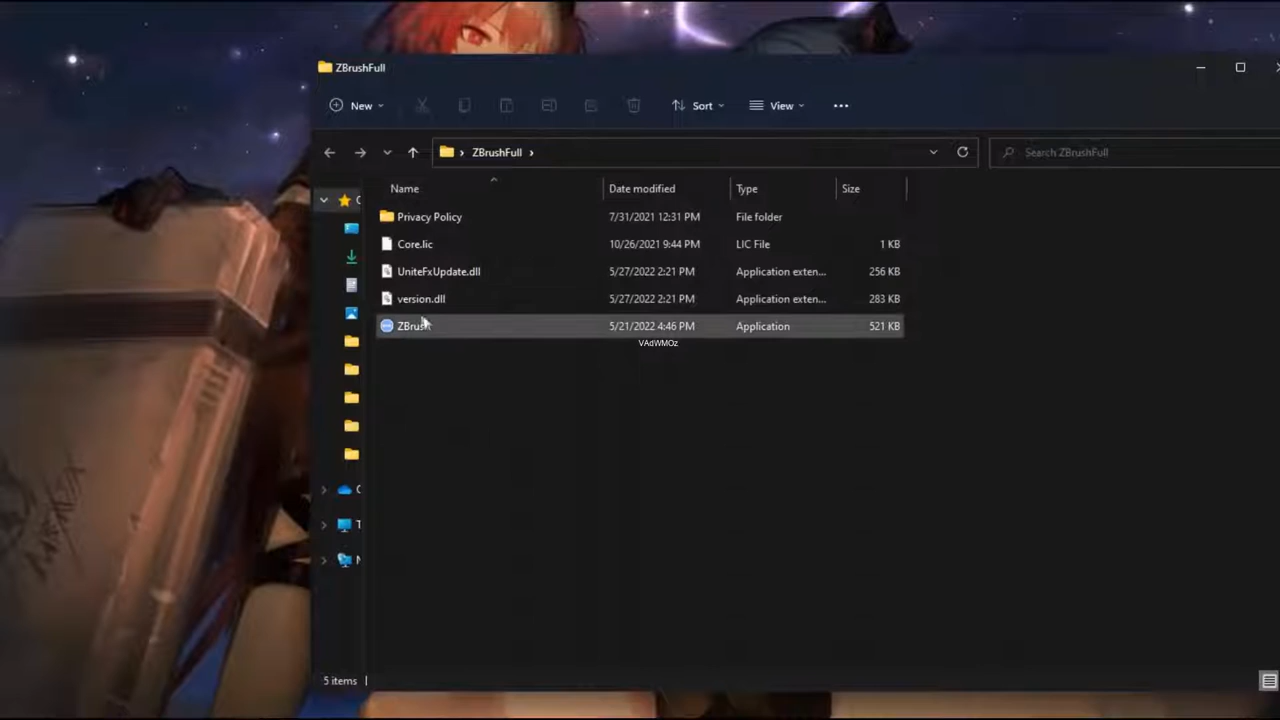 ZBrushFull
New
Sort
View
ZBrushFull
Search ZBrushFull
Name Date modified Type Size
Privacy Policy 7/31/2021 12:31 PM File folder
Core.lic 10/26/2021 9:44 PM LIC File 1 KB
UniteFxUpdate.dll 5/27/2022 2:21 PM Application exten... 256 KB
version.dll 5/27/2022 2:21 PM Application exten... 283 KB
ZBrush 5/21/2022 4:46 PM Application 521 KB
VAdWMOz
5 items